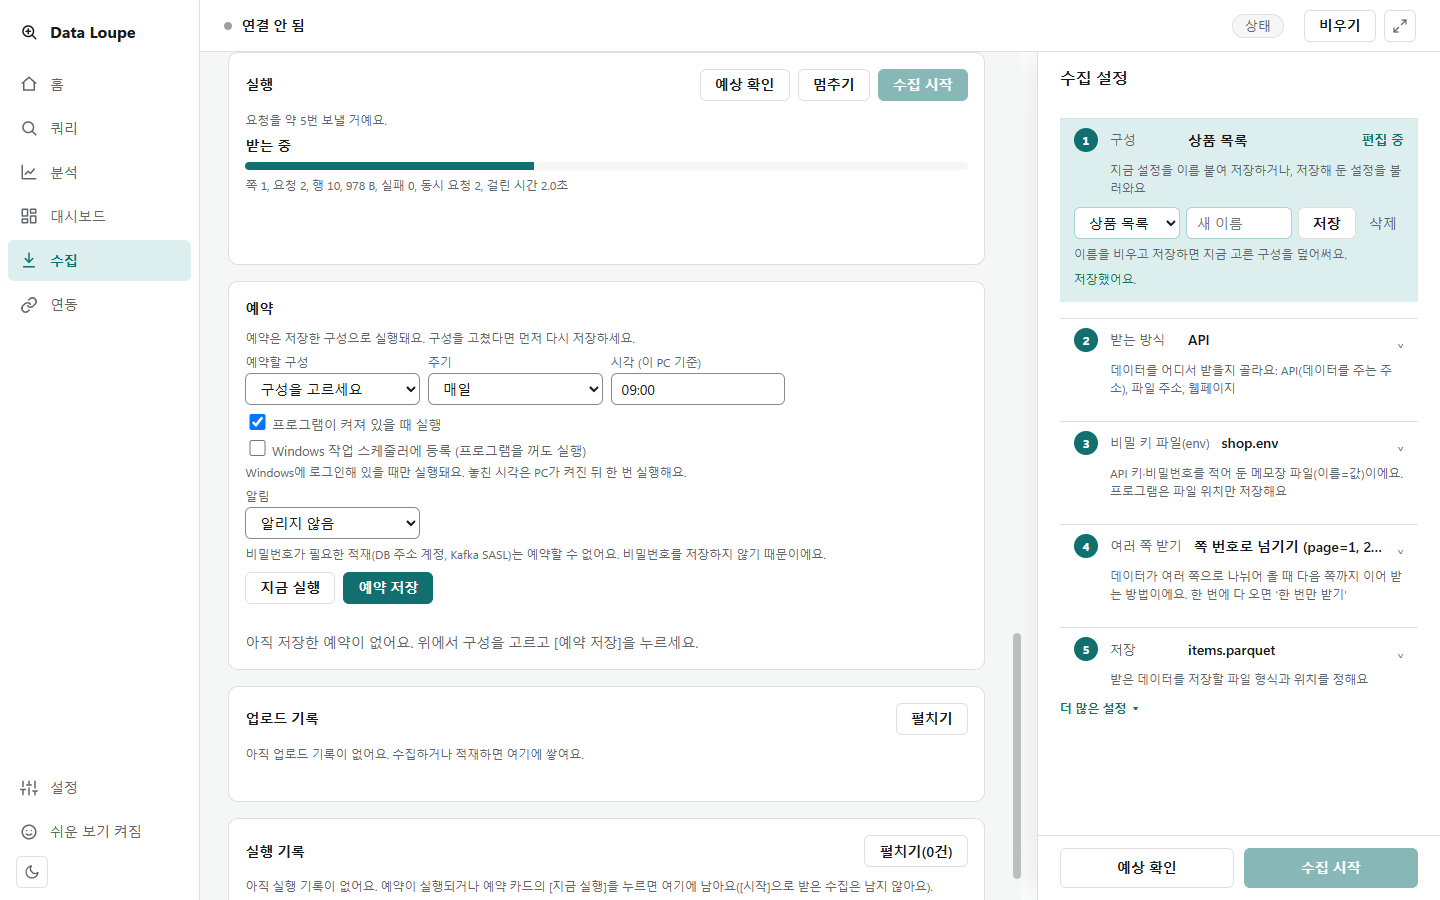 Data Loupe
홈
쿼리
분석
대시보드
수집
연동
설정
쉬운 보기 켜짐
연결 안 됨
상태
비우기
실행
예상 확인
멈추기
수집 시작
요청을 약 5번 보낼 거예요.
받는 중
쪽 1, 요청 2, 행 10, 978 B, 실패 0, 동시 요청 2, 걸린 시간 2.0초
예약
예약은 저장한 구성으로 실행돼요. 구성을 고쳤다면 먼저 다시 저장하세요.
예약할 구성
주기
시각 (이 PC 기준)
구성을 고르세요
매일
09:00
프로그램이 켜져 있을 때 실행
Windows 작업 스케줄러에 등록 (프로그램을 꺼도 실행)
Windows에 로그인해 있을 때만 실행돼요. 놓친 시각은 PC가 켜진 뒤 한 번 실행해요.
알림
알리지 않음
비밀번호가 필요한 적재(DB 주소 계정, Kafka SASL)는 예약할 수 없어요. 비밀번호를 저장하지 않기 때문이에요.
지금 실행
예약 저장
아직 저장한 예약이 없어요. 위에서 구성을 고르고 [예약 저장]을 누르세요.
업로드 기록
펼치기
아직 업로드 기록이 없어요. 수집하거나 적재하면 여기에 쌓여요.
실행 기록
펼치기(0건)
아직 실행 기록이 없어요. 예약이 실행되거나 예약 카드의 [지금 실행]을 누르면 여기에 남아요([시작]으로 받은 수집은 남지 않아요).
수집 설정
1
구성
상품 목록
편집 중
지금 설정을 이름 붙여 저장하거나, 저장해 둔 설정을 불
러와요
상품 목록
새 이름
저장
삭제
이름을 비우고 저장하면 지금 고른 구성을 덮어써요.
저장했어요.
2
받는 방식
API
데이터를 어디서 받을지 골라요: API(데이터를 주는 주
소), 파일 주소, 웹페이지
3
비밀 키 파일(env)
shop.env
API 키·비밀번호를 적어 둔 메모장 파일(이름=값)이에요.
프로그램은 파일 위치만 저장해요
4
여러 쪽 받기
쪽 번호로 넘기기 (page=1, 2...
데이터가 여러 쪽으로 나뉘어 올 때 다음 쪽까지 이어 받
는 방법이에요. 한 번에 다 오면 '한 번만 받기'
5
저장
items.parquet
받은 데이터를 저장할 파일 형식과 위치를 정해요
더 많은 설정
예상 확인
수집 시작